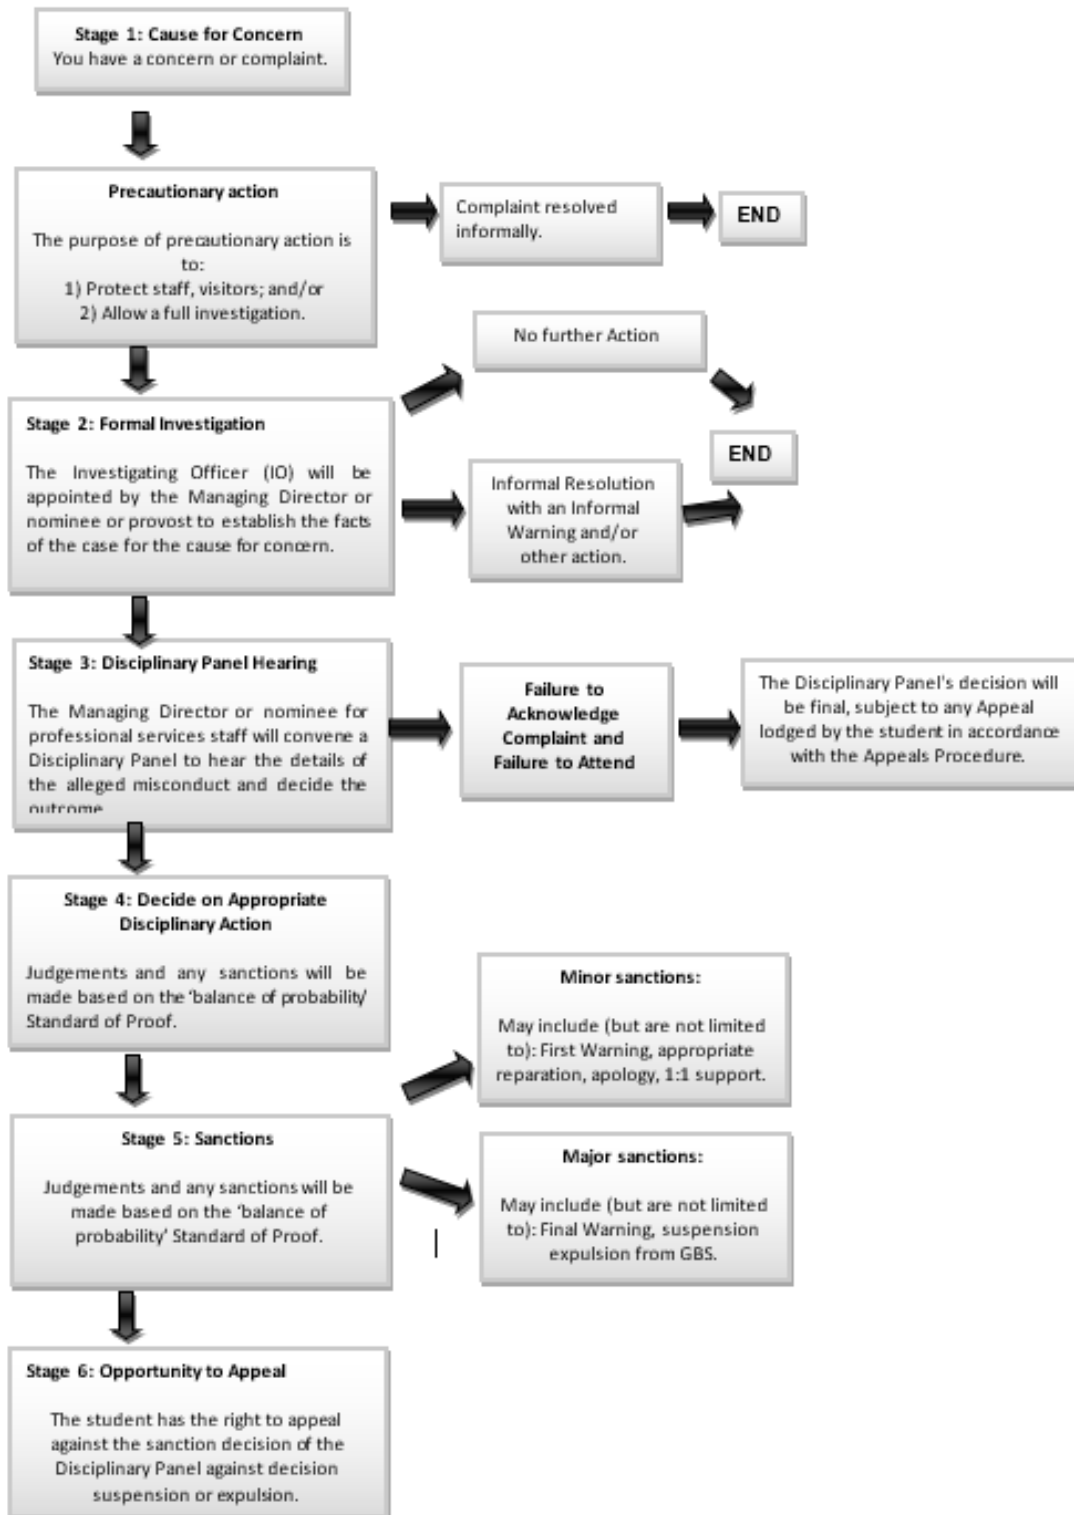 Stage 1: Cause for Concern
You have a concern or complaint.
Precautionary action
The purpose of precautionary action is
to:
1) Protect staff, visitors; and/or
2) Allow a full investigation.
Complaint resolved
informally.
END
No further Action
Stage 2: Formal Investigation
The Investigating Officer (IO) will be
appointed by the Managing Director or
nominee or provost to establish the facts
of the case for the cause for concern.
Informal Resolution
with an Informal
Warning and/or
other action.
END
Stage 3: Disciplinary Panel Hearing
The Managing Director or nominee for
professional services staff will convene a
Disciplinary Panel to hear the details of
the alleged misconduct and decide the
outcome
Failure to
Acknowledge
Complaint and
Failure to Attend
The Disciplinary Panel's decision will
be final, subject to any Appeal
lodged by the student in accordance
with the Appeals Procedure.
Stage 4: Decide on Appropriate
Disciplinary Action
Judgements and any sanctions will be
made based on the 'balance of probability'
Standard of Proof.
Minor sanctions:
May include (but are not limited
to): First Warning, appropriate
reparation, apology, 1:1 support.
Stage 5: Sanctions
Judgements and any sanctions will be
made based on the 'balance of
probability' Standard of Proof.
Major sanctions:
May include (but are not limited
to): Final Warning, suspension
expulsion from GBS.
Stage 6: Opportunity to Appeal
The student has the right to appeal
against the sanction decision of the
Disciplinary Panel against decision
suspension or expulsion.